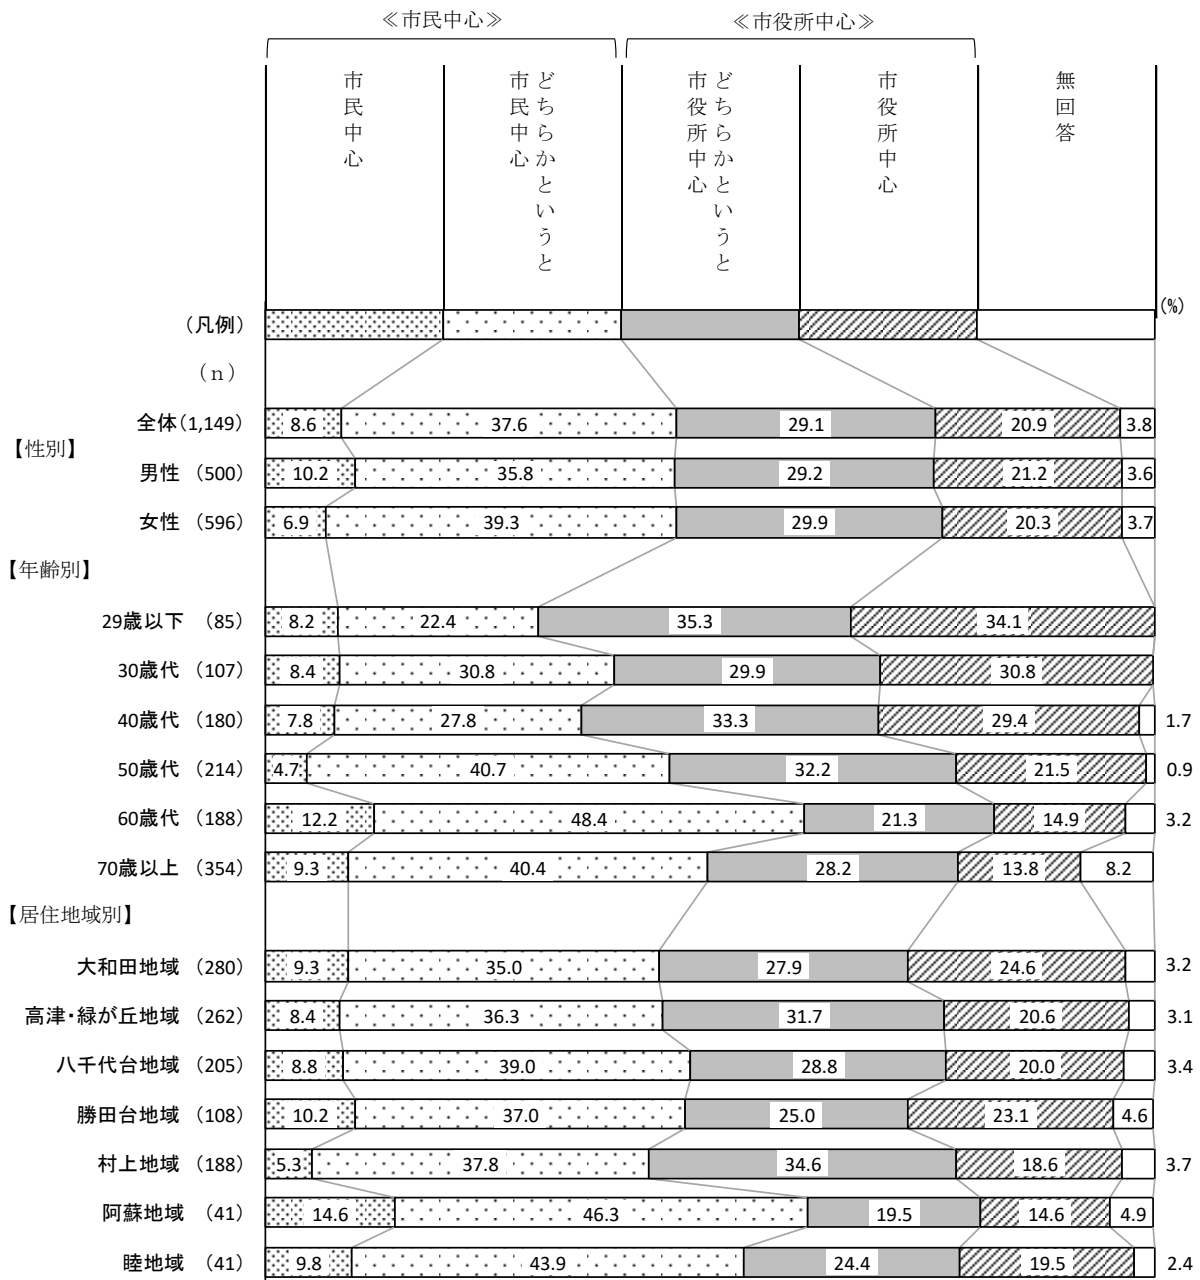 ≪市民中心≫ ≪市役所中心≫
市民中心
どちらかというと
市民中心
どちらかというと
市役所中心
市役所中心
無回答
(%)
(凡例)
(n)
全体(1,149) 8.6 37.6 29.1 20.9 3.8
【性別】
男性 (500) 10.2 35.8 29.2 21.2 3.6
女性 (596) 6.9 39.3 29.9 20.3 3.7
【年齢別】
29歳以下 (85) 8.2 22.4 35.3 34.1
30歳代 (107) 8.4 30.8 29.9 30.8
40歳代 (180) 7.8 27.8 33.3 29.4 1.7
50歳代 (214) 4.7 40.7 32.2 21.5 0.9
60歳代 (188) 12.2 48.4 21.3 14.9 3.2
70歳以上 (354) 9.3 40.4 28.2 13.8 8.2
【居住地域別】
大和田地域 (280) 9.3 35.0 27.9 24.6 3.2
高津・緑が丘地域 (262) 8.4 36.3 31.7 20.6 3.1
八千代台地域 (205) 8.8 39.0 28.8 20.0 3.4
勝田台地域 (108) 10.2 37.0 25.0 23.1 4.6
村上地域 (188) 5.3 37.8 34.6 18.6 3.7
阿蘇地域 (41) 14.6 46.3 19.5 14.6 4.9
睦地域 (41) 9.8 43.9 24.4 19.5 2.4